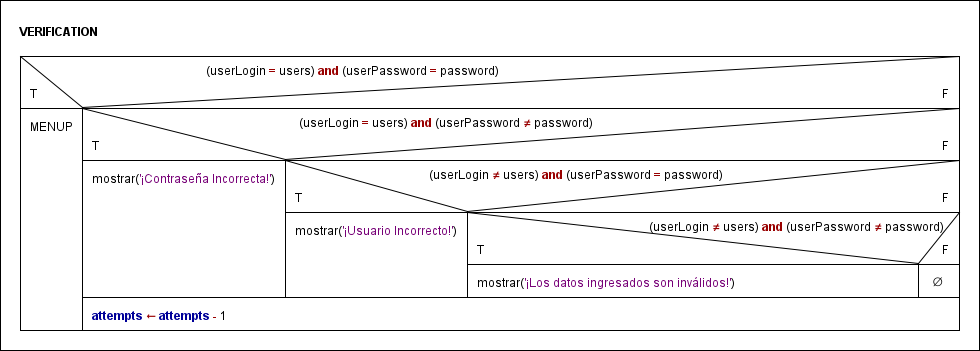 VERIFICATION
(userLogin = users) and (userPassword = password)
T
F
MENUP
(userLogin = users) and (userPassword ≠ password)
T
F
mostrar('¡Contraseña Incorrecta!')
(userLogin ≠ users) and (userPassword = password)
T
F
mostrar('¡Usuario Incorrecto!')
(userLogin ≠ users) and (userPassword ≠ password)
T
F
mostrar('¡Los datos ingresados son inválidos!')
∅
attempts ← attempts - 1